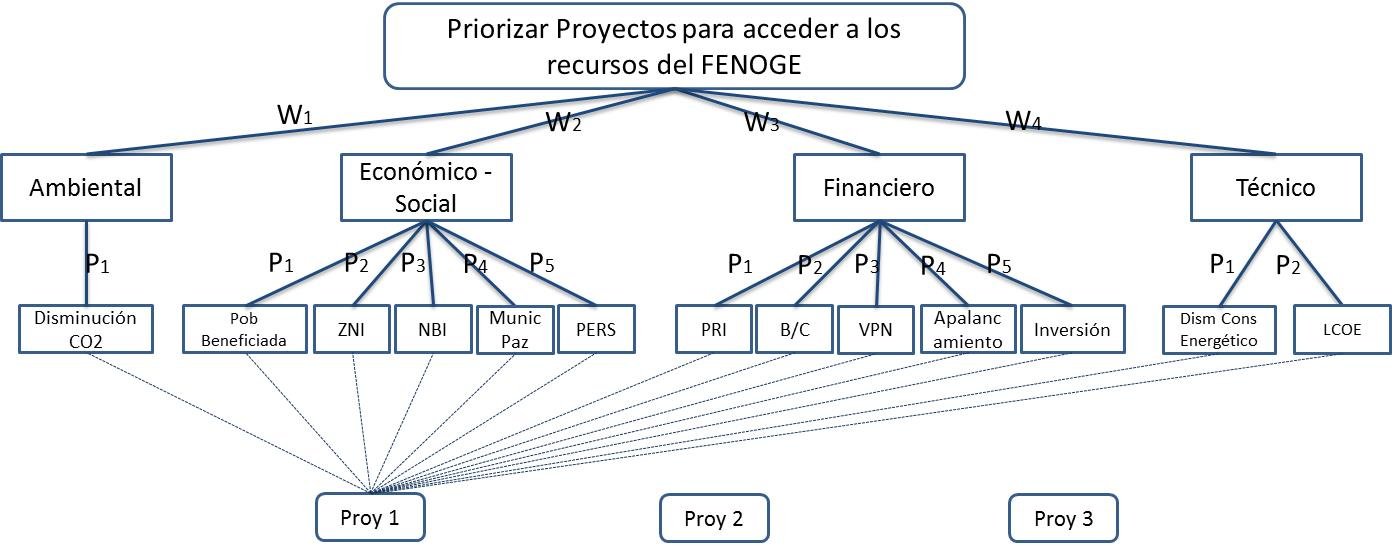 Priorizar Proyectos para acceder a los
recursos del FENOGE
W1
W2
W3
W4
Ambiental
Económico -
Social
Financiero
Técnico
P1
P1
P2
P3
P4
P5
P1
P2
P3
P4
P5
P1
P2
Disminución
CO2
Pob
Beneficiada
ZNI
NBI
Munic
Paz
PERS
PRI
B/C
VPN
Apalanc
amiento
Inversión
Dism Cons
Energético
LCOE
Proy 1
Proy 2
Proy 3